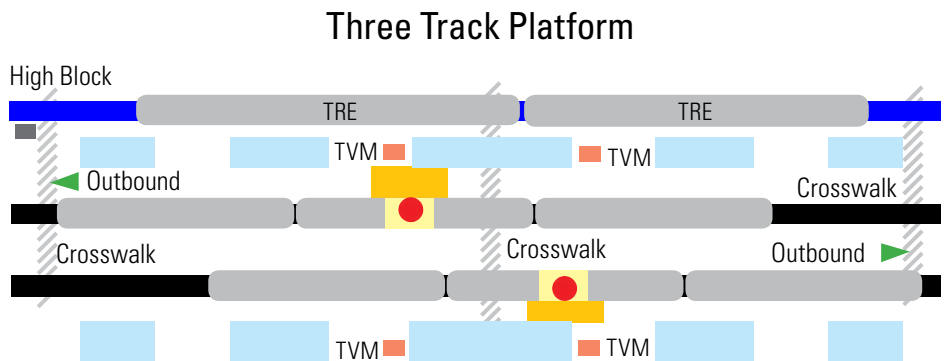 Three Track Platform
High Block
TRE TRE
TVM TVM
Outbound Crosswalk
Crosswalk Crosswalk Outbound
TVM TVM